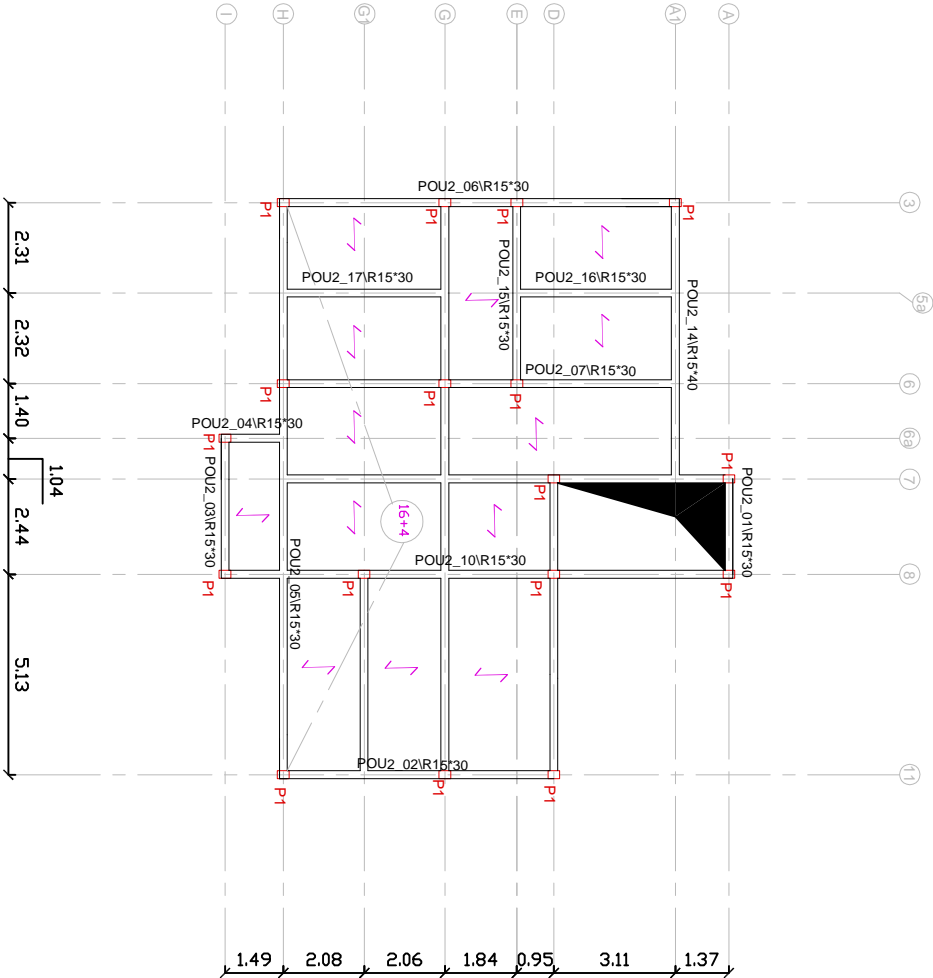 I
H
G1
G
E
D
A1
A
3
POU2_06\R15*30
P1
P1
P1
P1
2.31
POU2_17\R15*30
POU2_15\R15*30
POU2_16\R15*30
POU2_14\R15*40
5a
2.32
POU2_07\R15*30
6
P1
P1
P1
1.40
POU2_04\R15*30
P1
6a
1.04
POU2_03\R15*30
P1
P1
POU2_01\R15*30
7
16+4
2.44
POU2_05\R15*30
POU2_10\R15*30
8
P1
P1
P1
P1
5.13
POU2_02\R15*30
11
P1
P1
P1
1.49
2.08
2.06
1.84
0.95
3.11
1.37